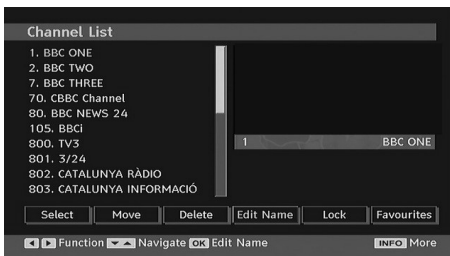 Channel List
1. BBC ONE
2. BBC TWO
7. BBC THREE
70. CBBC Channel
80. BBC NEWS 24
105. BBCi
800. TV3
801. 3/24
802. CATALUNYA RÀDIO
803. CATALUNYA INFORMACIÓ
1 BBC ONE
Select Move Delete Edit Name Lock Favourites
Function Navigate OK Edit Name INFO More